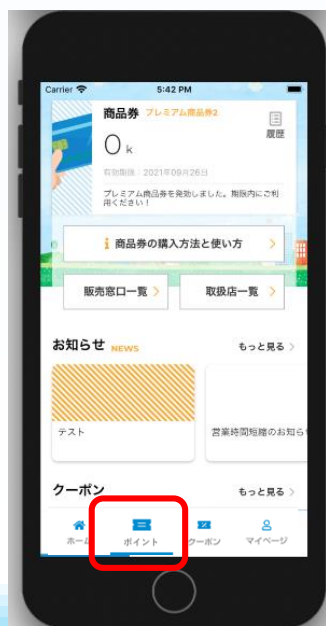 Carrier 5:42 PM
商品券 プレミアム商品券2
0 k
履歴
有効期限：2021年09月26日
プレミアム商品券を発効しました。期限内にご利
用ください！
i 商品券の購入方法と使い方 >
販売窓口一覧 >
取扱店一覧 >
お知らせ NEWS もっと見る >
テスト
営業時間短縮のお知ら
クーポン もっと見る >
ホーム ポイント クーポン マイページ